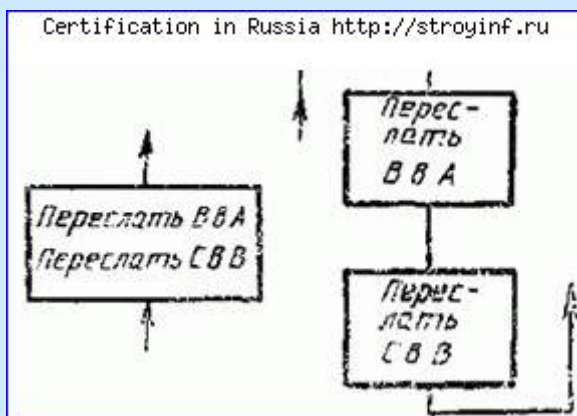 Certification in Russia http://stroyinf.ru
Переслать В в А
Переслать С в В
Перес-
лать
В в А
Перес-
лать
С в В